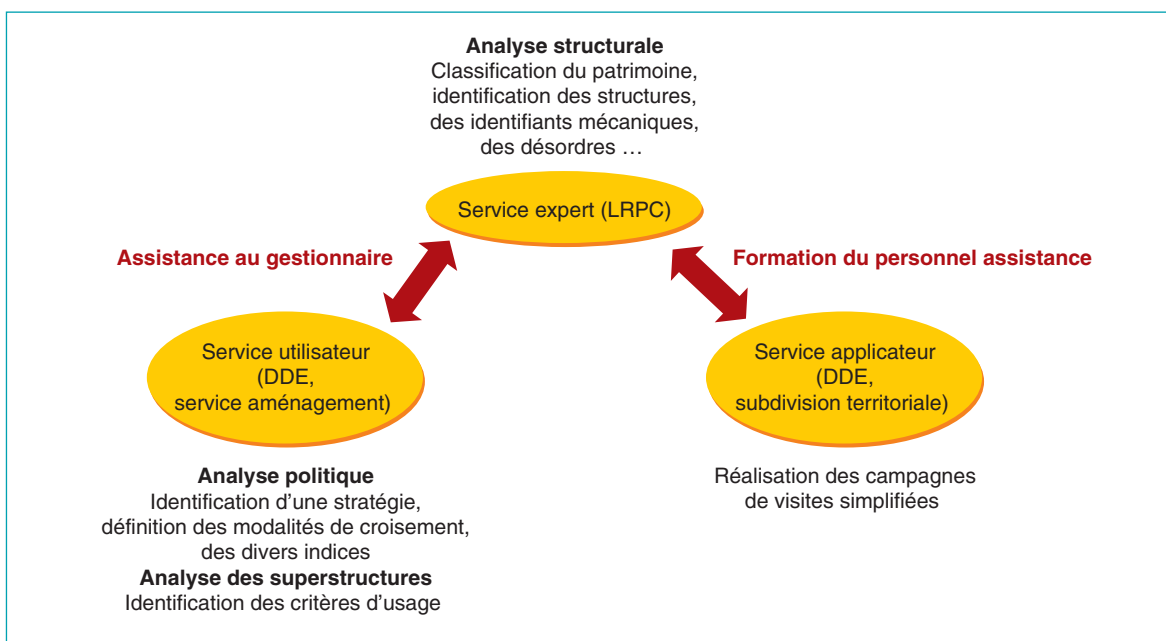 Analyse structurale
Classification du patrimoine,
identification des structures,
des identifiants mécaniques,
des désordres …
Service expert (LRPC)
Assistance au gestionnaire
Formation du personnel assistance
Service utilisateur
(DDE,
service aménagement)
Service applicateur
(DDE,
subdivision territoriale)
Analyse politique
Identification d'une stratégie,
définition des modalités de croisement,
des divers indices
Analyse des superstructures
Identification des critères d'usage
Réalisation des campagnes
de visites simplifiées